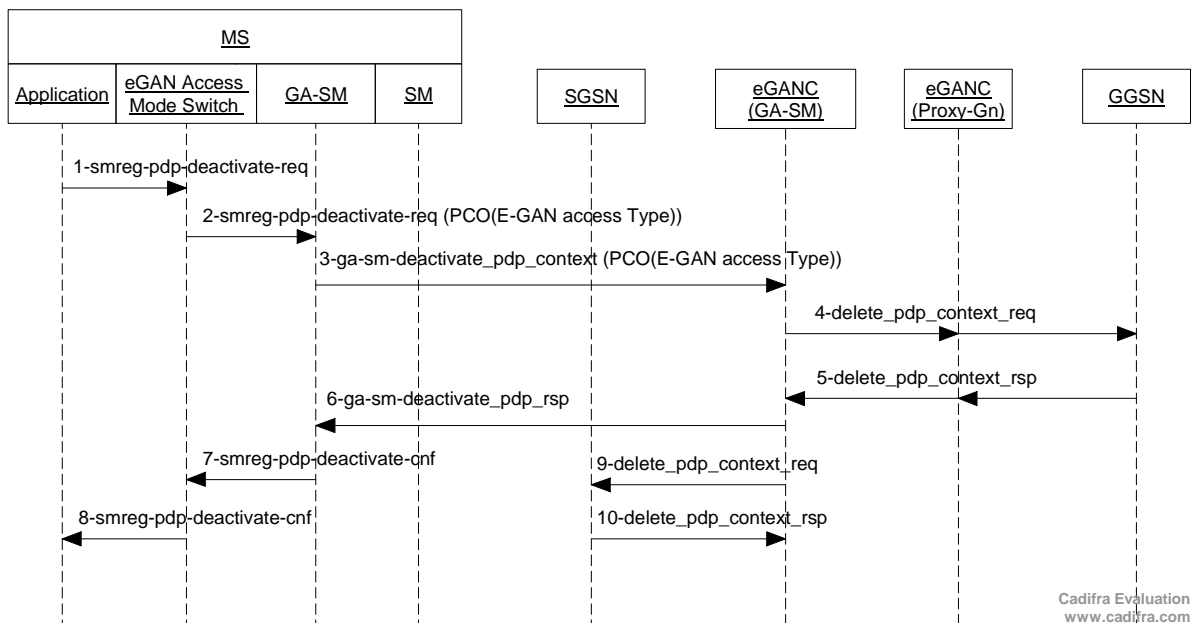 MS
Application
eGAN Access
Mode Switch
GA-SM
SM
SGSN
eGANC
(GA-SM)
eGANC
(Proxy-Gn)
GGSN
1-smreg-pdp-deactivate-req
2-smreg-pdp-deactivate-req (PCO(E-GAN access Type))
3-ga-sm-deactivate_pdp_context (PCO(E-GAN access Type))
4-delete_pdp_context_req
5-delete_pdp_context_rsp
6-ga-sm-deactivate_pdp_rsp
7-smreg-pdp-deactivate-cnf
9-delete_pdp_context_req
8-smreg-pdp-deactivate-cnf
10-delete_pdp_context_rsp
Cadifra Evaluation
www.cadifra.com